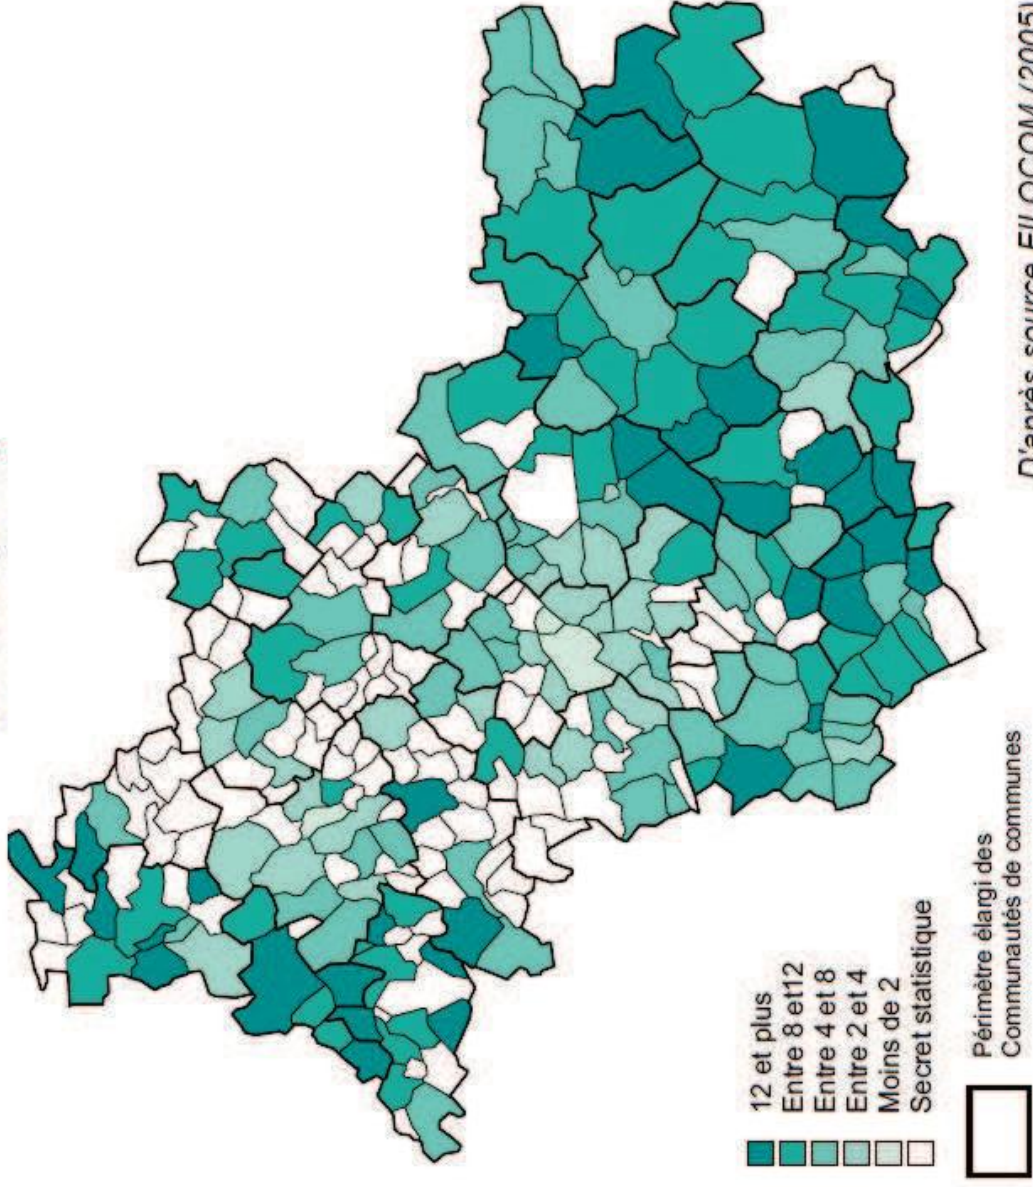 12 et plus
Entre 8 et12
Entre 4 et 8
Entre 2 et 4
Moins de 2
Secret statistique
Périmètre élargi des
Communautés de communes
D'après source FILOCOM (2005)